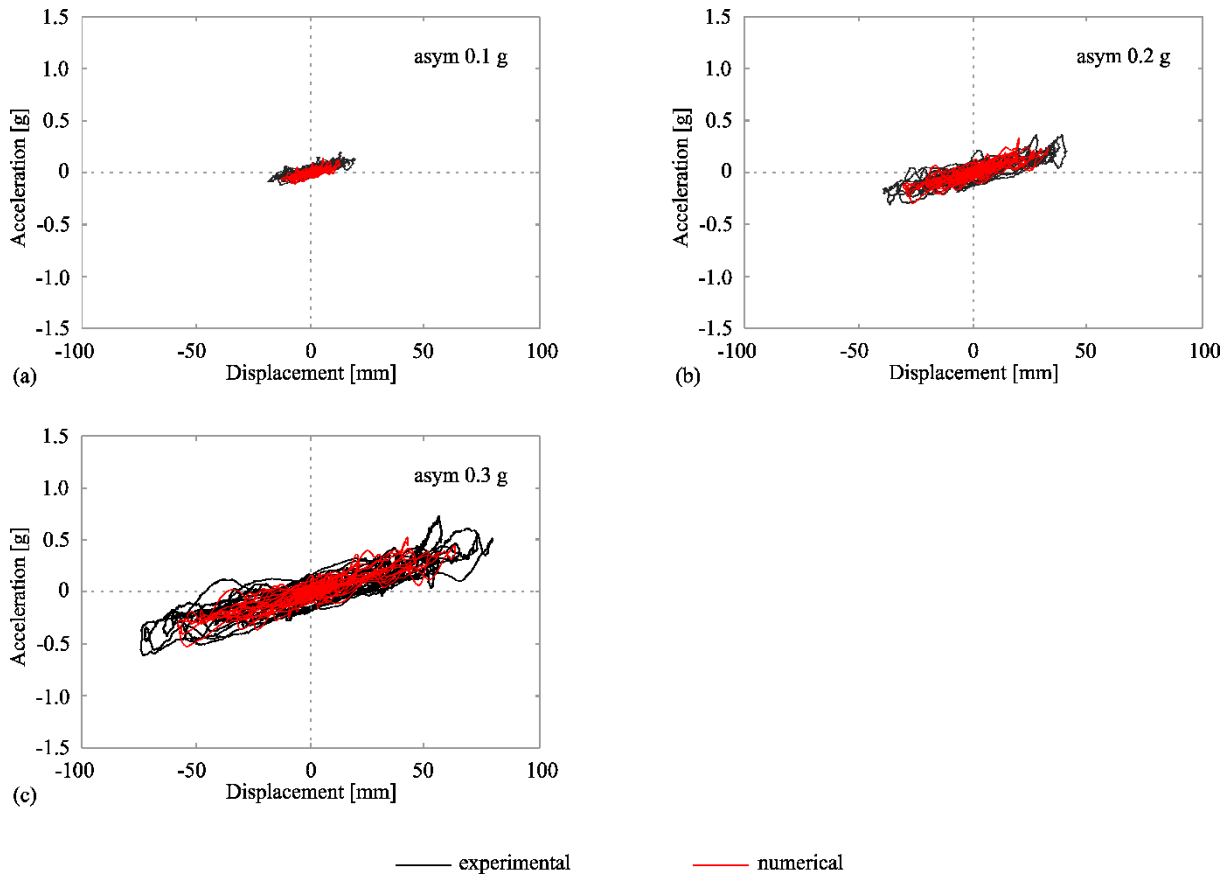 1.5
asym 0.1 g
1.0
0.5
0
-0.5
-1.0
-1.5
Acceleration [g]
-100 -50 0 50 100
(a) Displacement [mm]
1.5
asym 0.2 g
1.0
0.5
0
-0.5
-1.0
-1.5
Acceleration [g]
-100 -50 0 50 100
(b) Displacement [mm]
1.5
asym 0.3 g
1.0
0.5
0
-0.5
-1.0
-1.5
Acceleration [g]
-100 -50 0 50 100
(c) Displacement [mm]
experimental numerical